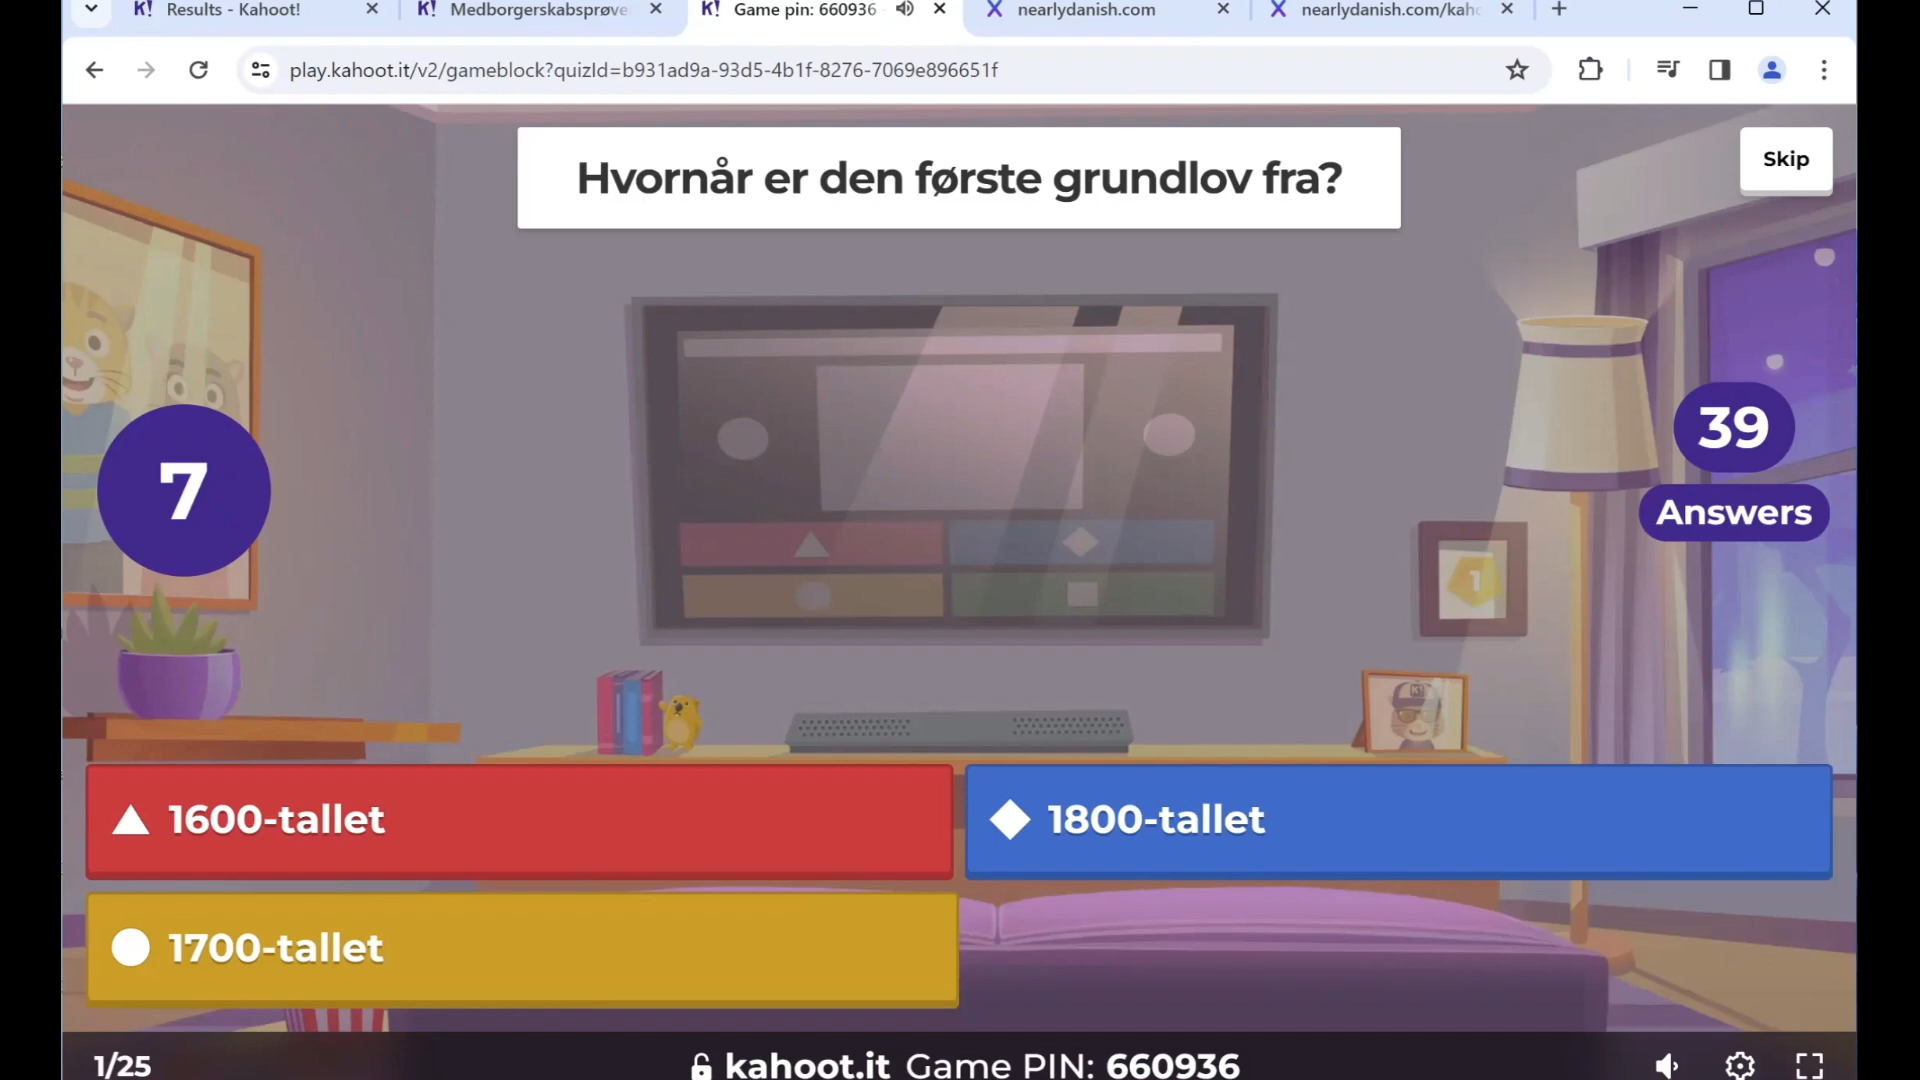 K! Results - Kahoot!
K! Medborgerskabsprøve
K! Game pin: 660936
nearlydanish.com
nearlydanish.com/kaho
play.kahoot.it/v2/gameblock?quizId=b931ad9a-93d5-4b1f-8276-7069e896651f
Hvornår er den første grundlov fra?
Skip
7
39
Answers
1
K!
1600-tallet
1800-tallet
1700-tallet
1/25
kahoot.it Game PIN: 660936